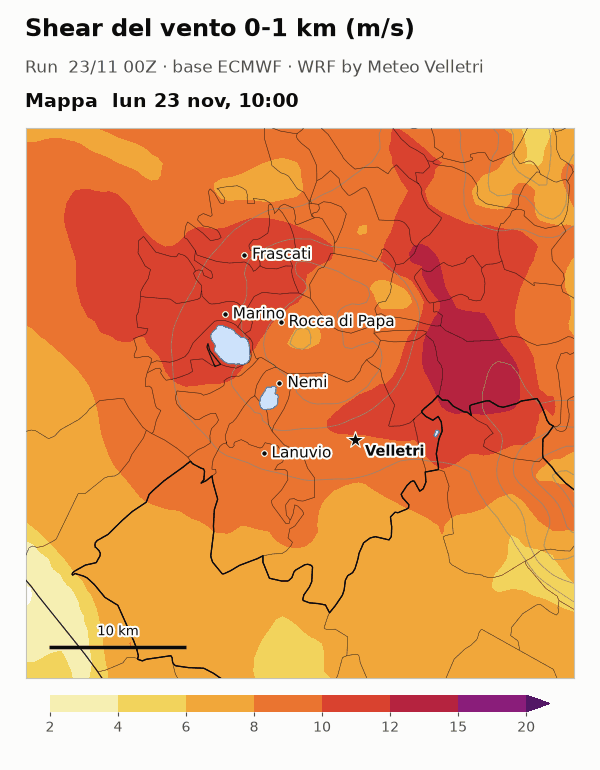 Shear del vento 0-1 km (m/s)
Run  23/11 00Z · base ECMWF · WRF by Meteo Velletri
Mappa  lun 23 nov, 10:00
Frascati
Marino
Rocca di Papa
Nemi
Velletri
Lanuvio
10 km
2 4 6 8 10 12 15 20